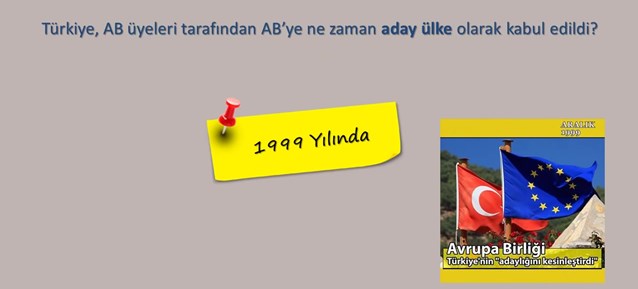 Türkiye, AB üyeleri tarafından AB’ye ne zaman aday ülke olarak kabul edildi?
1999 Yılında
ARALIK
1999
Avrupa Birliği
Türkiye'nin "adaylığını kesinleştirdi"